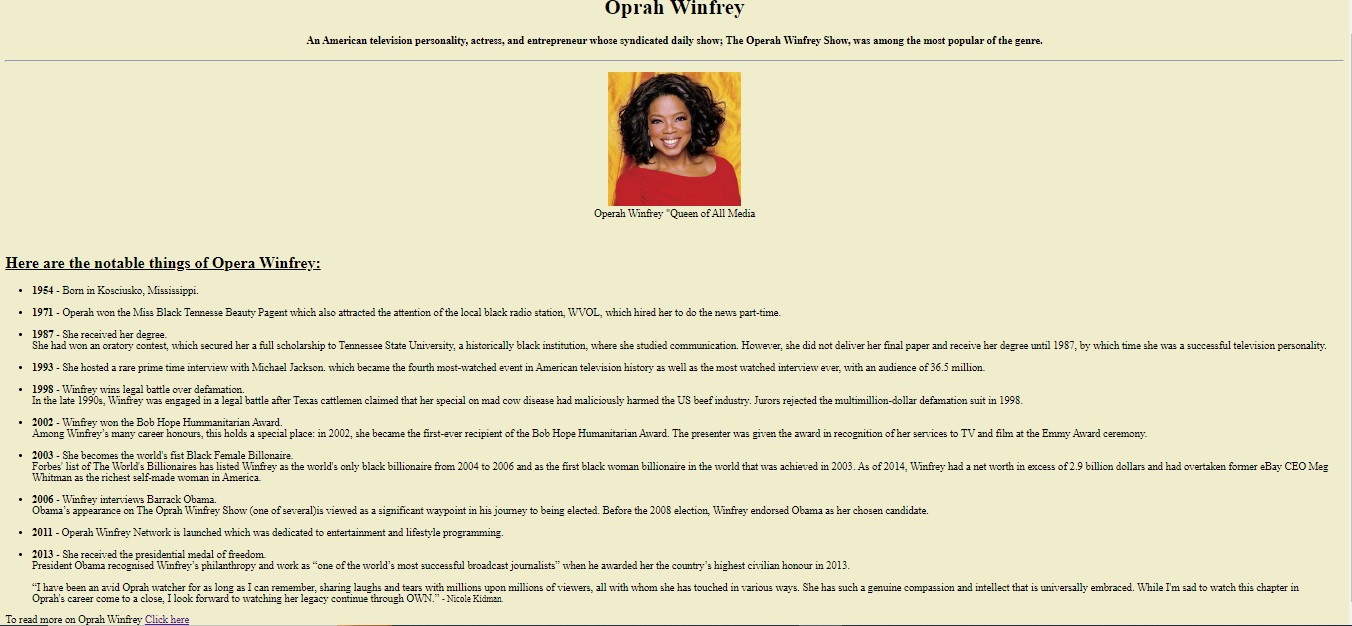 Oprah Winfrey
An American television personality, actress, and entrepreneur whose syndicated daily show; The Operah Winfrey Show, was among the most popular of the genre.
Operah Winfrey "Queen of All Media
Here are the notable things of Opera Winfrey:
• 1954 - Born in Kosciusko, Mississippi.
• 1971 - Operah won the Miss Black Tennesse Beauty Pagent which also attracted the attention of the local black radio station, WVOL, which hired her to do the news part-time.
• 1987 - She received her degree.
She had won an oratory contest, which secured her a full scholarship to Tennessee State University, a historically black institution, where she studied communication. However, she did not deliver her final paper and receive her degree until 1987, by which time she was a successful television personality.
• 1993 - She hosted a rare prime time interview with Michael Jackson. which became the fourth most-watched event in American television history as well as the most watched interview ever, with an audience of 36.5 million.
• 1998 - Winfrey wins legal battle over defamation.
In the late 1990s, Winfrey was engaged in a legal battle after Texas cattlemen claimed that her special on mad cow disease had maliciously harmed the US beef industry. Jurors rejected the multimillion-dollar defamation suit in 1998.
• 2002 - Winfrey won the Bob Hope Hummanitarian Award.
Among Winfrey's many career honours, this holds a special place: in 2002, she became the first-ever recipient of the Bob Hope Humanitarian Award. The presenter was given the award in recognition of her services to TV and film at the Emmy Award ceremony.
• 2003 - She becomes the world's fist Black Female Billonaire.
Forbes' list of The World's Billionaires has listed Winfrey as the world's only black billionaire from 2004 to 2006 and as the first black woman billionaire in the world that was achieved in 2003. As of 2014, Winfrey had a net worth in excess of 2.9 billion dollars and had overtaken former eBay CEO Meg
Whitman as the richest self-made woman in America.
• 2006 - Winfrey interviews Barrack Obama.
Obama's appearance on The Oprah Winfrey Show (one of several)is viewed as a significant waypoint in his journey to being elected. Before the 2008 election, Winfrey endorsed Obama as her chosen candidate.
• 2011 - Operah Winfrey Network is launched which was dedicated to entertainment and lifestyle programming.
• 2013 - She received the presidential medal of freedom.
President Obama recognised Winfrey's philanthropy and work as “one of the world's most successful broadcast journalists” when he awarded her the country's highest civilian honour in 2013.
“I have been an avid Oprah watcher for as long as I can remember, sharing laughs and tears with millions upon millions of viewers, all with whom she has touched in various ways. She has such a genuine compassion and intellect that is universally embraced. While I'm sad to watch this chapter in
Oprah's career come to a close, I look forward to watching her legacy continue through OWN.” - Nicole Kidman.
To read more on Oprah Winfrey Click here